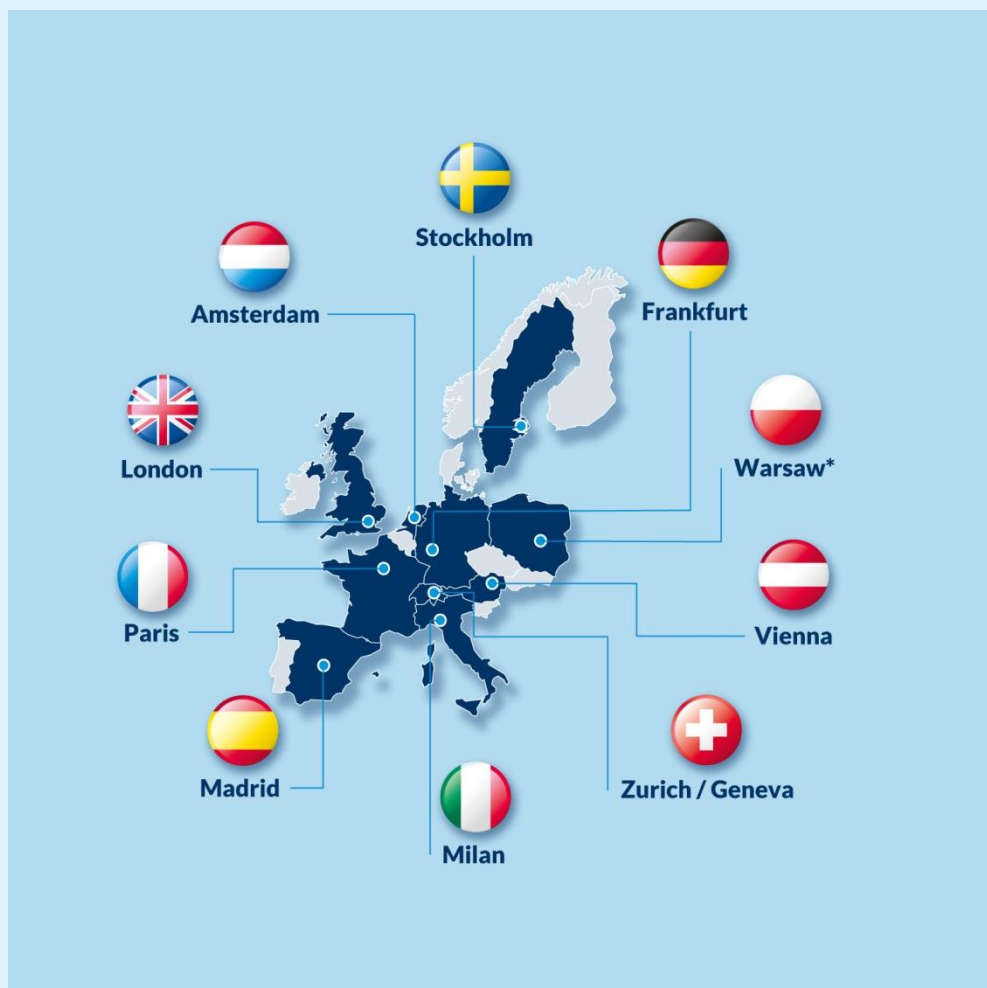 Stockholm
Amsterdam
Frankfurt
London
Warsaw*
Paris
Vienna
Madrid
Zurich / Geneva
Milan